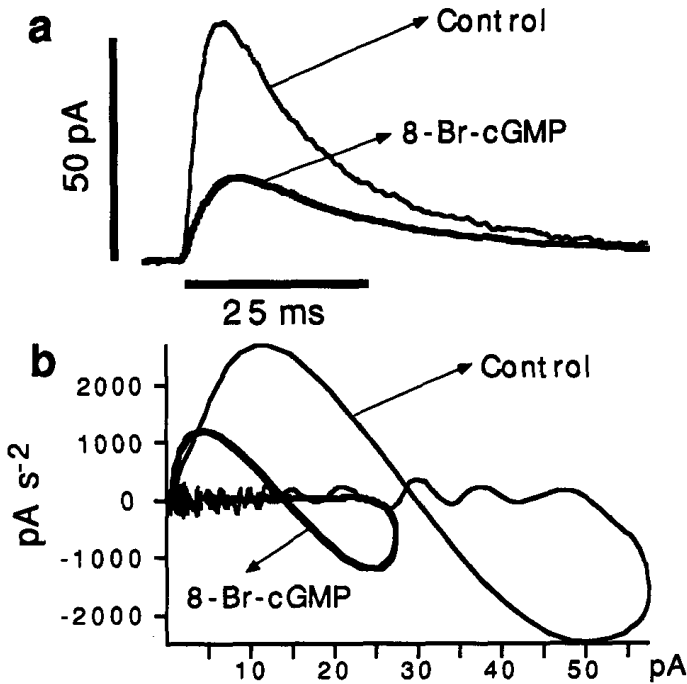 a
Control
8-Br-cGMP
50 pA
25 ms
b
Control
2000
1000
0
-1000
-2000
pA s-2
8-Br-cGMP
10 20 30 40 50 pA